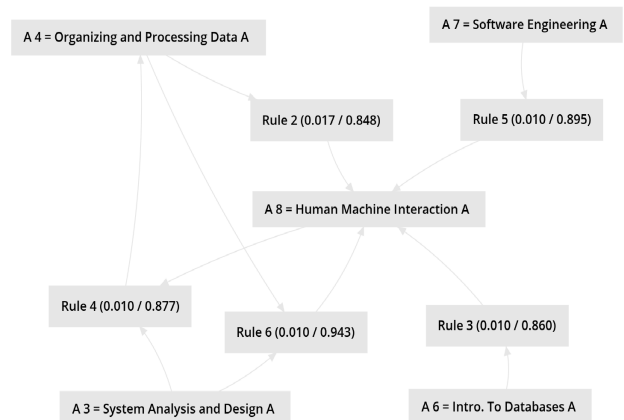 A 7 = Software Engineering A
A 4 = Organizing and Processing Data A
Rule 2 (0.017 / 0.848)
Rule 5 (0.010 / 0.895)
A 8 = Human Machine Interaction A
Rule 4 (0.010 / 0.877)
Rule 6 (0.010 / 0.943)
Rule 3 (0.010 / 0.860)
A 3 = System Analysis and Design A
A 6 = Intro. To Databases A